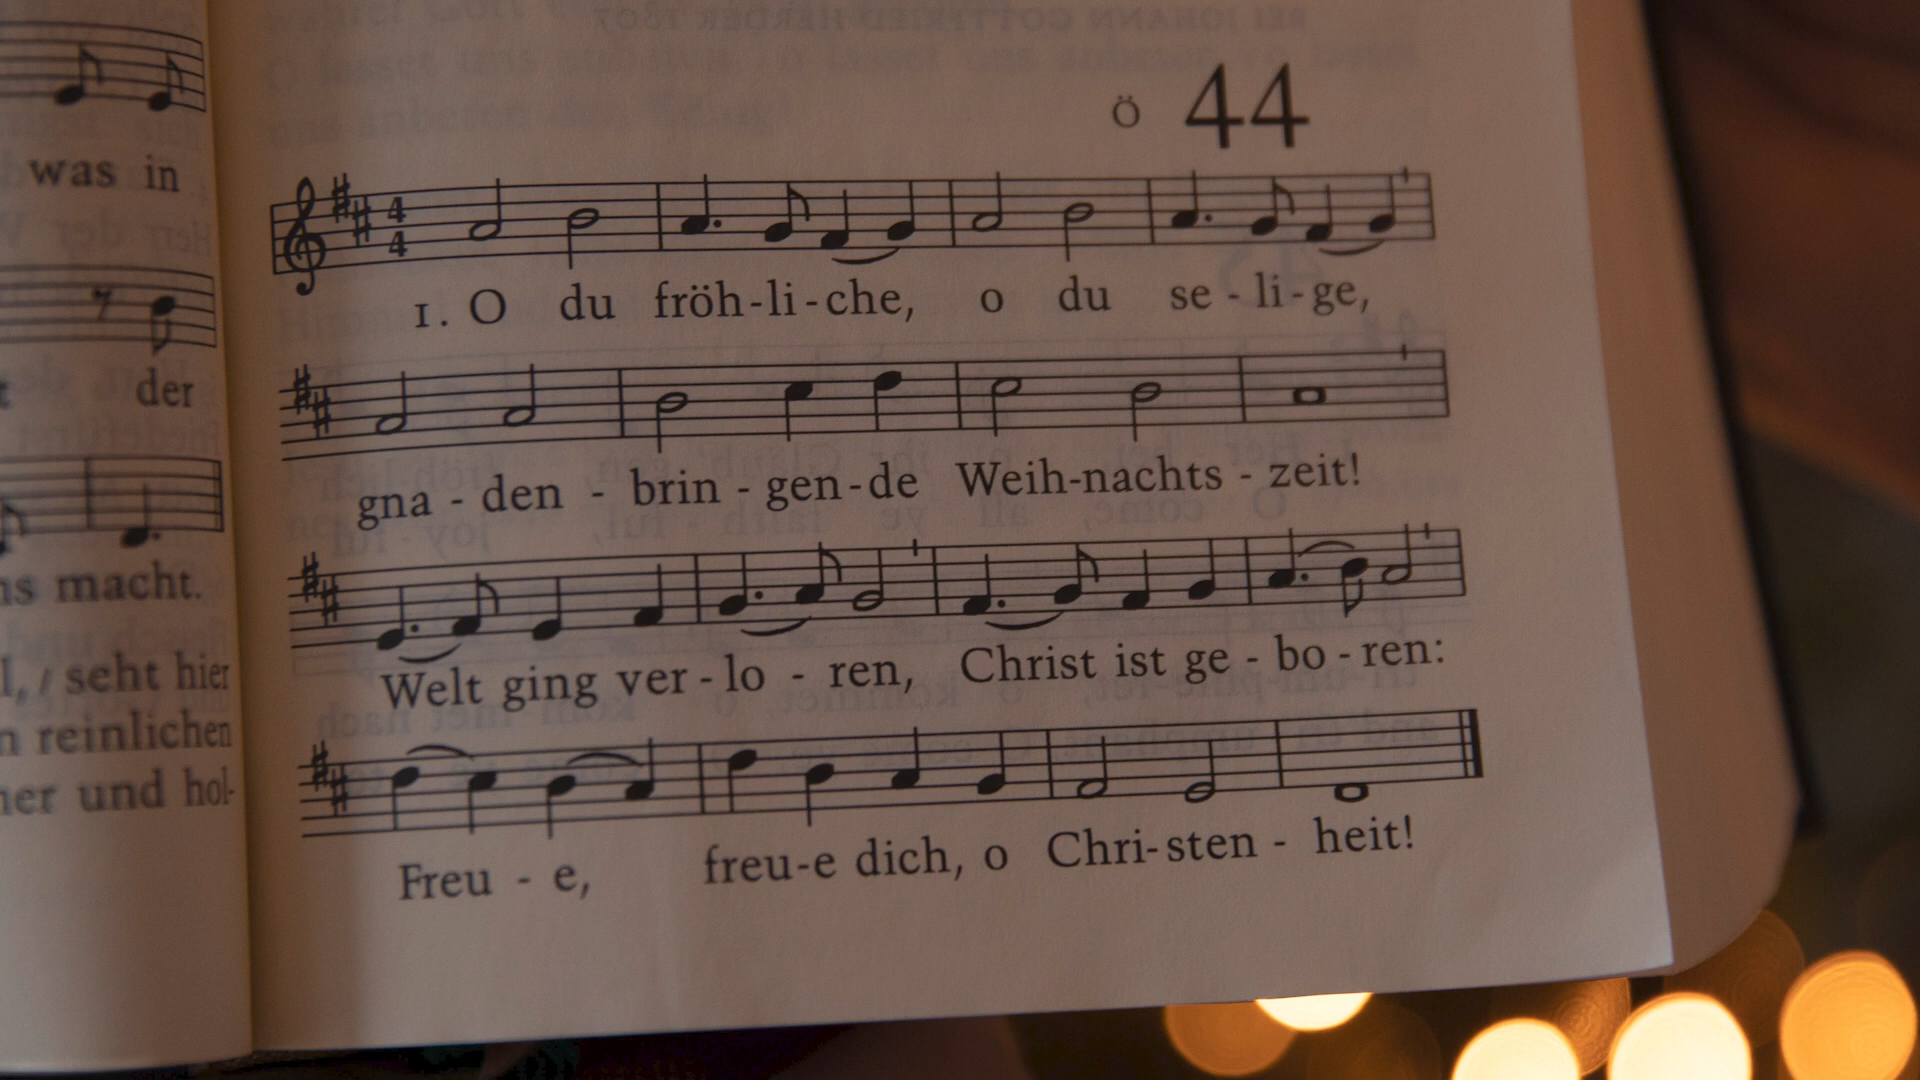 was in
der
macht.
seht hier
reinlichen
und hol-
Ö 44
4
4
1. O du fröh-li-che, o du se-li-ge,
gna-den-brin-gen-de Weih-nachts-zeit!
Welt ging ver-lo-ren, Christ ist ge-bo-ren:
Freu-e, freu-e dich, o Chri-sten-heit!